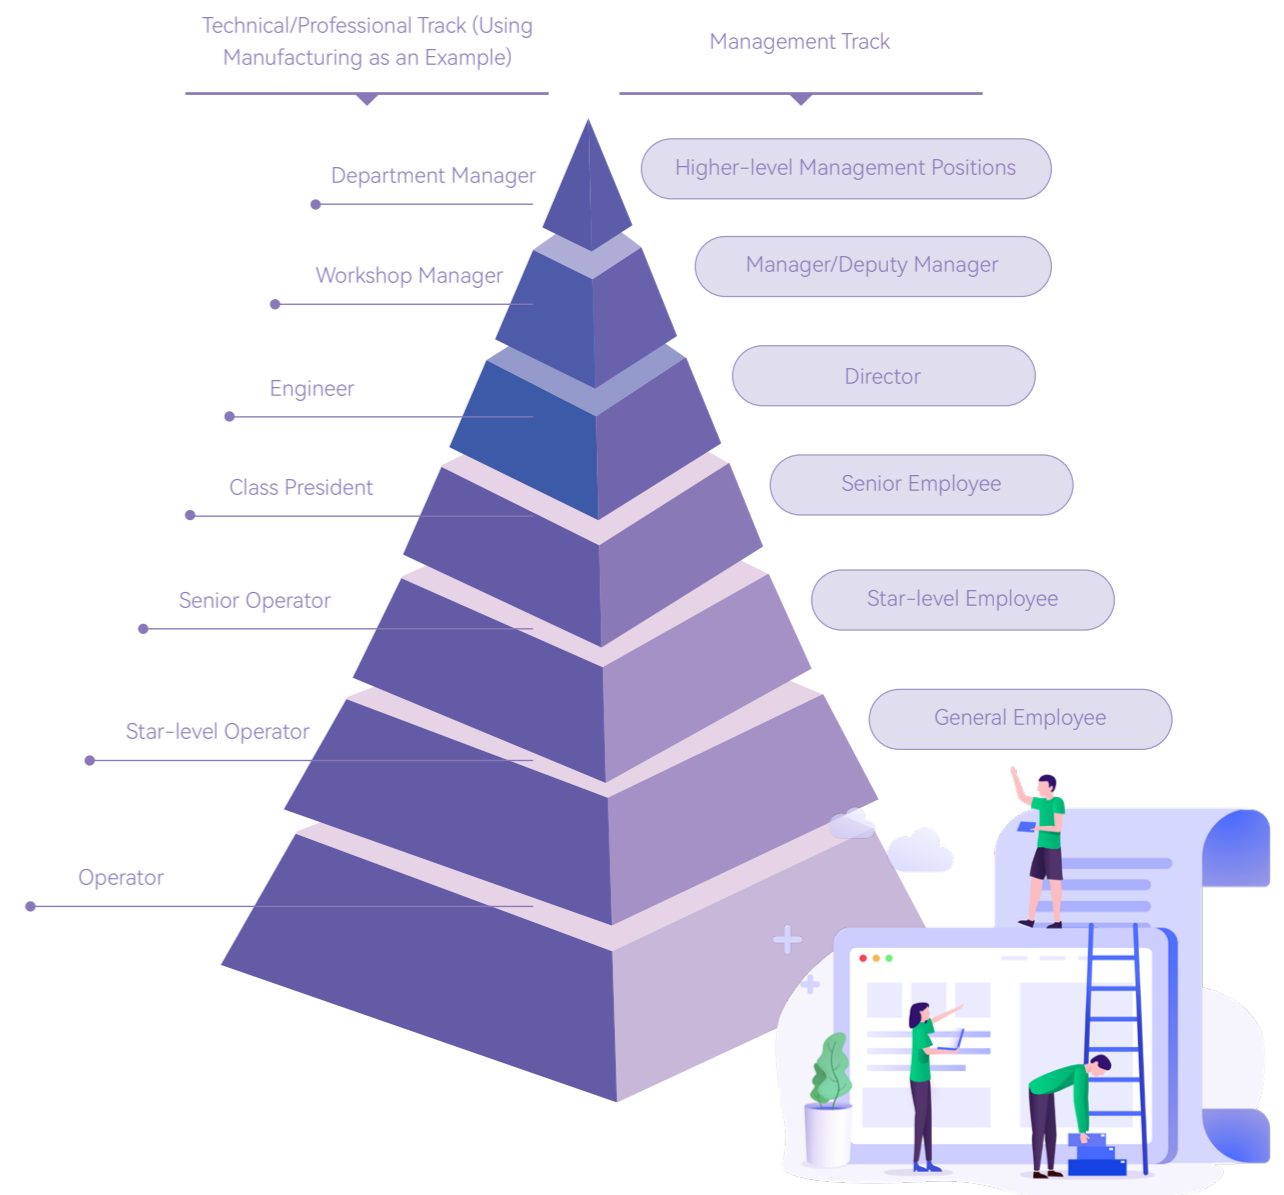 Technical/Professional Track (Using
Manufacturing as an Example)
Management Track
Department Manager
Higher-level Management Positions
Workshop Manager
Manager/Deputy Manager
Engineer
Director
Class President
Senior Employee
Senior Operator
Star-level Employee
Star-level Operator
General Employee
Operator